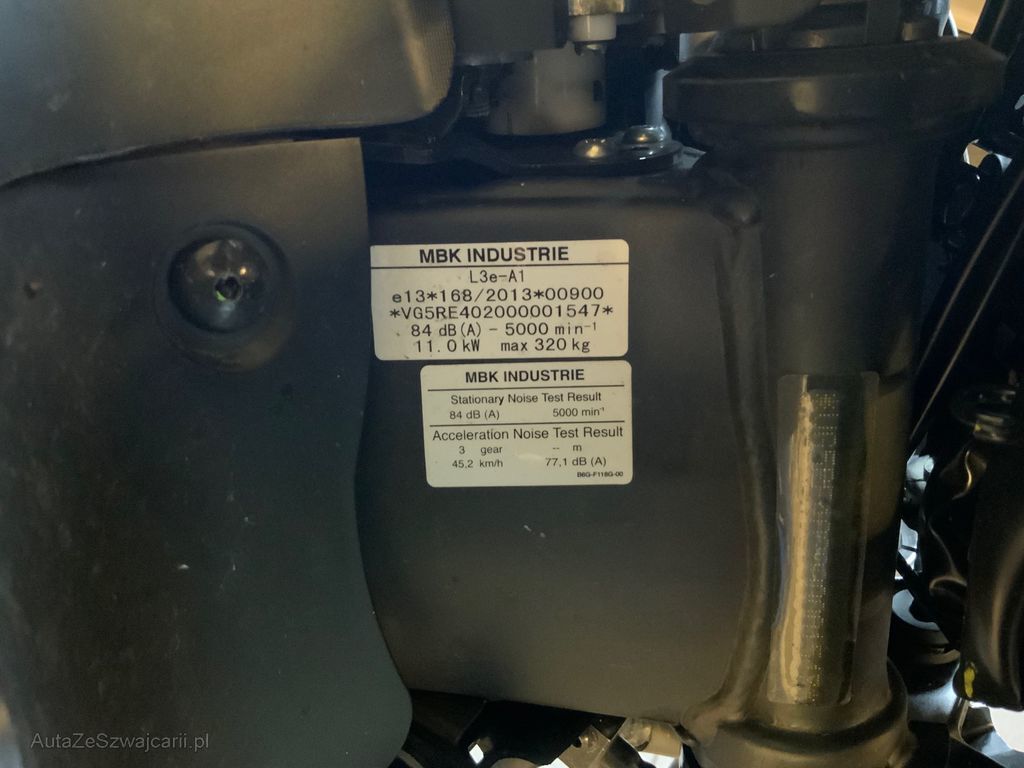 MBK INDUSTRIE
L3e-A1
e13*168/2013*00900
*VG5RE402000001547*
84 dB(A) - 5000 min⁻¹
11.0 kW max 320 kg
MBK INDUSTRIE
Stationary Noise Test Result
84 dB (A) 5000 min⁻¹
Acceleration Noise Test Result
3 gear -- m
45,2 km/h 77,1 dB (A)
B6G-F118G-00
AutaZeSzwajcarii.pl